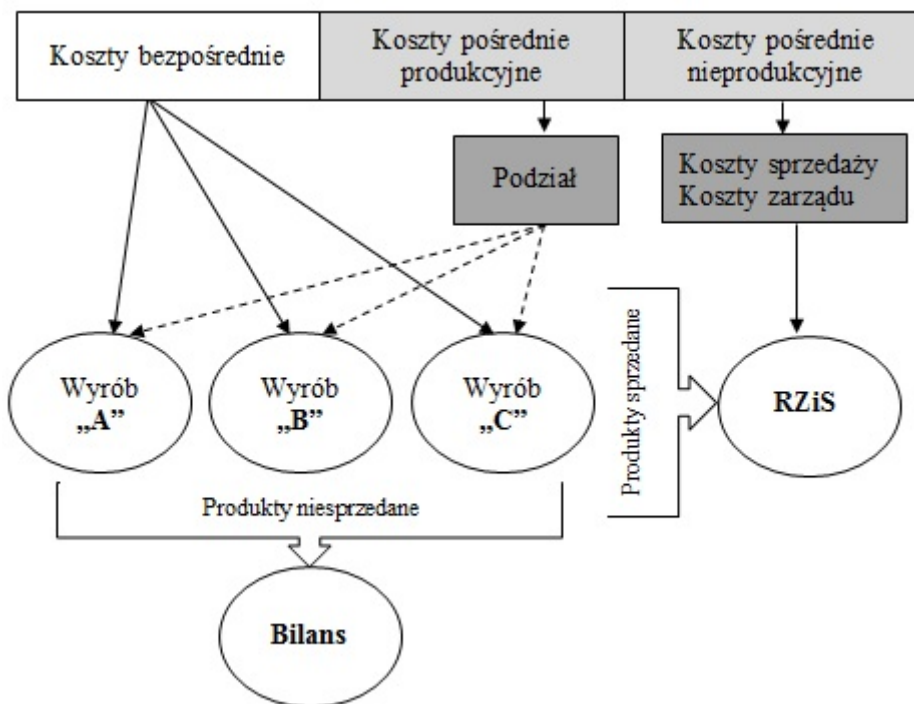 Koszty bezpośrednie
Koszty pośrednie
produkcyjne
Koszty pośrednie
nieprodukcyjne
Podział
Koszty sprzedaży
Koszty zarządu
Wyrób
„A”
Wyrób
„B”
Wyrób
„C”
Produkty sprzedane
RZiS
Produkty niesprzedane
Bilans